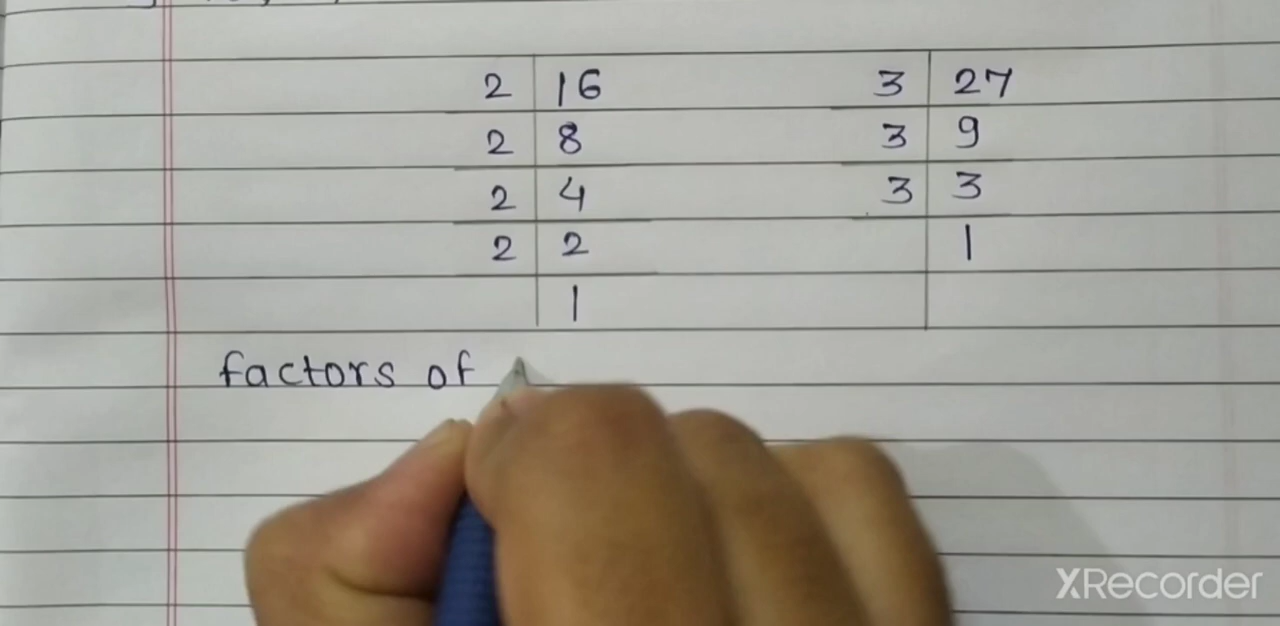 2 16 3 27
2 8 3 9
2 4 3 3
2 2 1
1
factors of
XRecorder